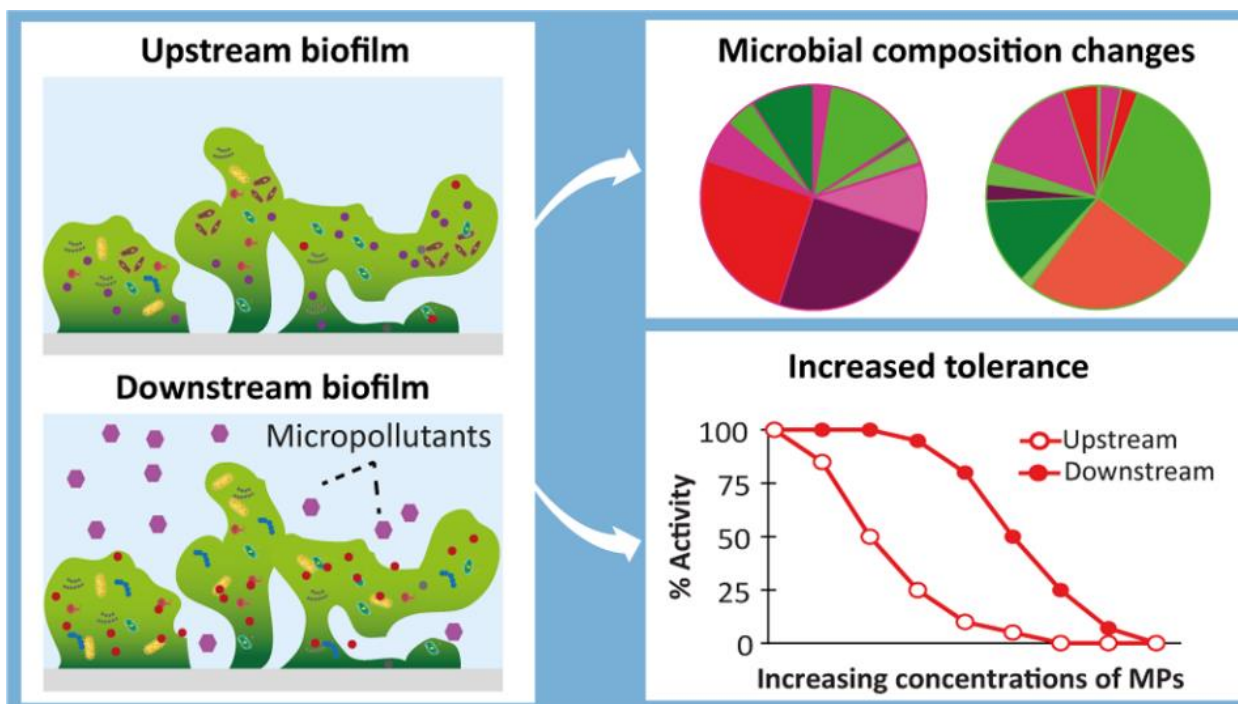 Upstream biofilm
Downstream biofilm
Micropollutants
Microbial composition changes
Increased tolerance
100
75
50
25
0
% Activity
Upstream
Downstream
Increasing concentrations of MPs